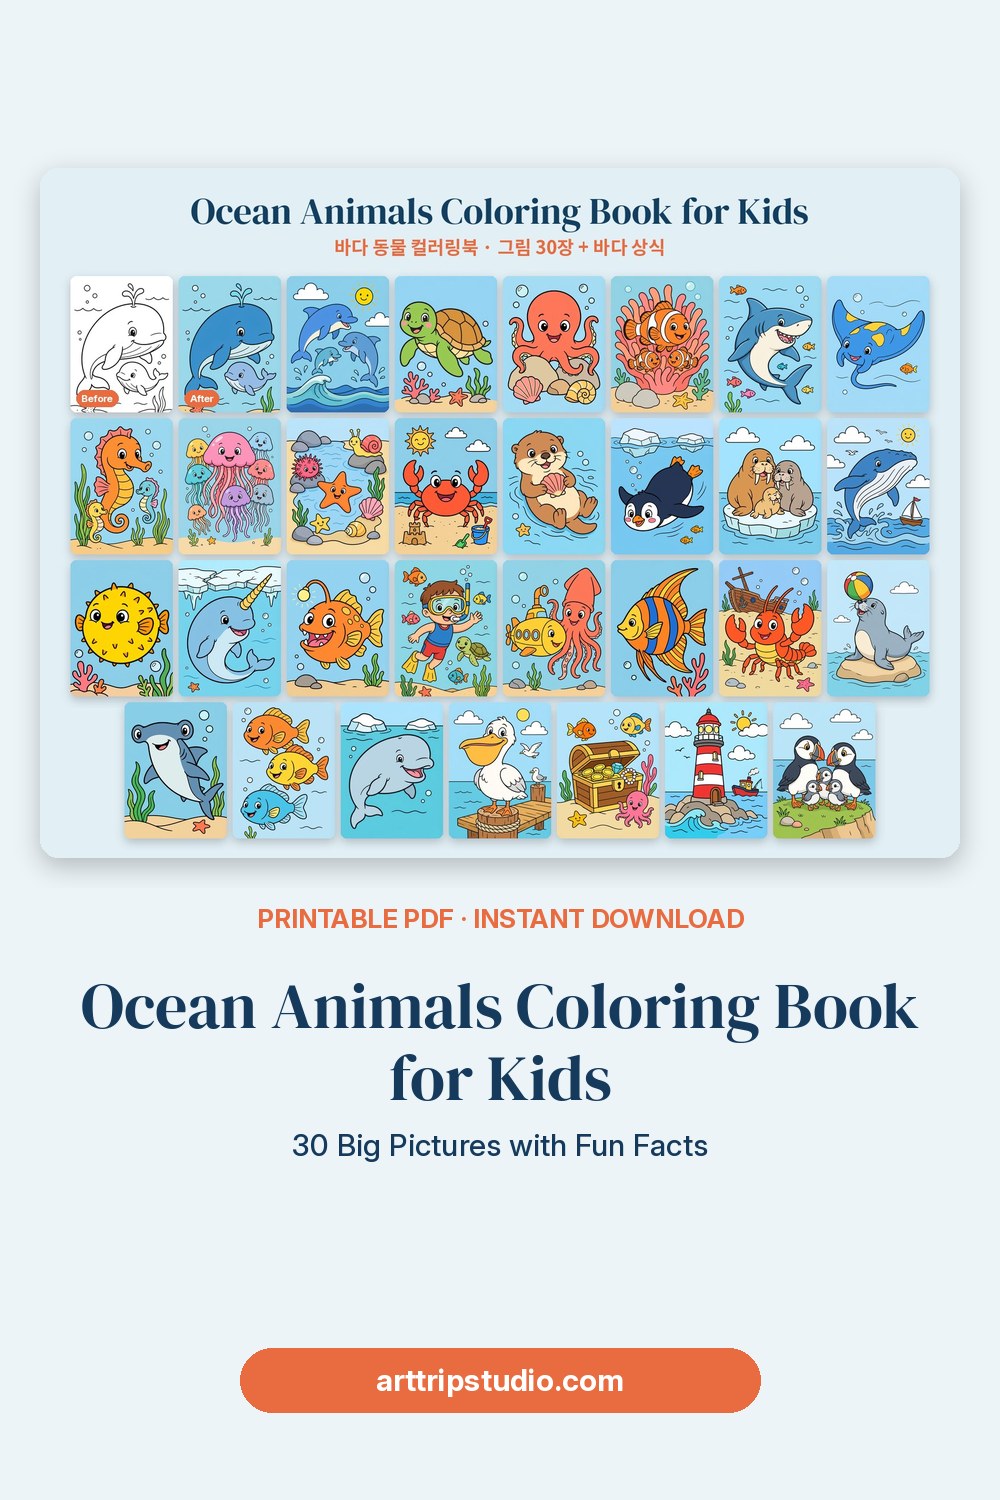 Ocean Animals Coloring Book for Kids
바다 동물 컬러링북 · 그림 30장 + 바다 상식
Before
After
PRINTABLE PDF · INSTANT DOWNLOAD
Ocean Animals Coloring Book
for Kids
30 Big Pictures with Fun Facts
arttripstudio.com